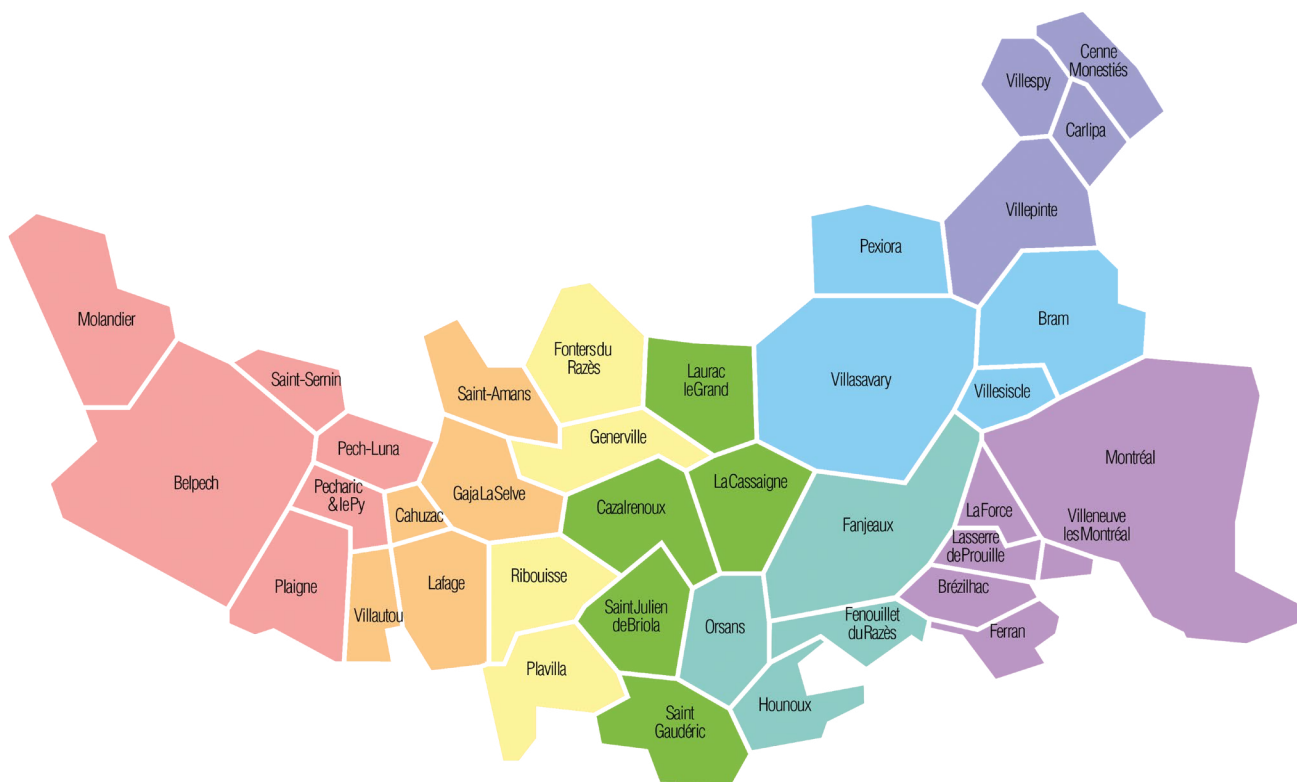 Cenne
Monestiés
Villespy
Carlipa
Villepinte
Pexiora
Bram
Molandier
Fonters du
Razès
Laurac
le Grand
Villasavary
Saint-Sernin
Saint-Amans
Villesiscle
Generville
Pech-Luna
Montréal
Belpech
Pecharic
& le Py
Gaja La Selve
La Cassaigne
Cahuzac
Cazalrenoux
Fanjeaux
La Force
Villeneuve
les Montréal
Lasserre
de Prouille
Plaigne
Lafage
Ribouisse
Brézilhac
Villautou
Saint Julien
de Briola
Orsans
Fenouillet
du Razès
Ferran
Plavilla
Hounoux
Saint
Gaudéric